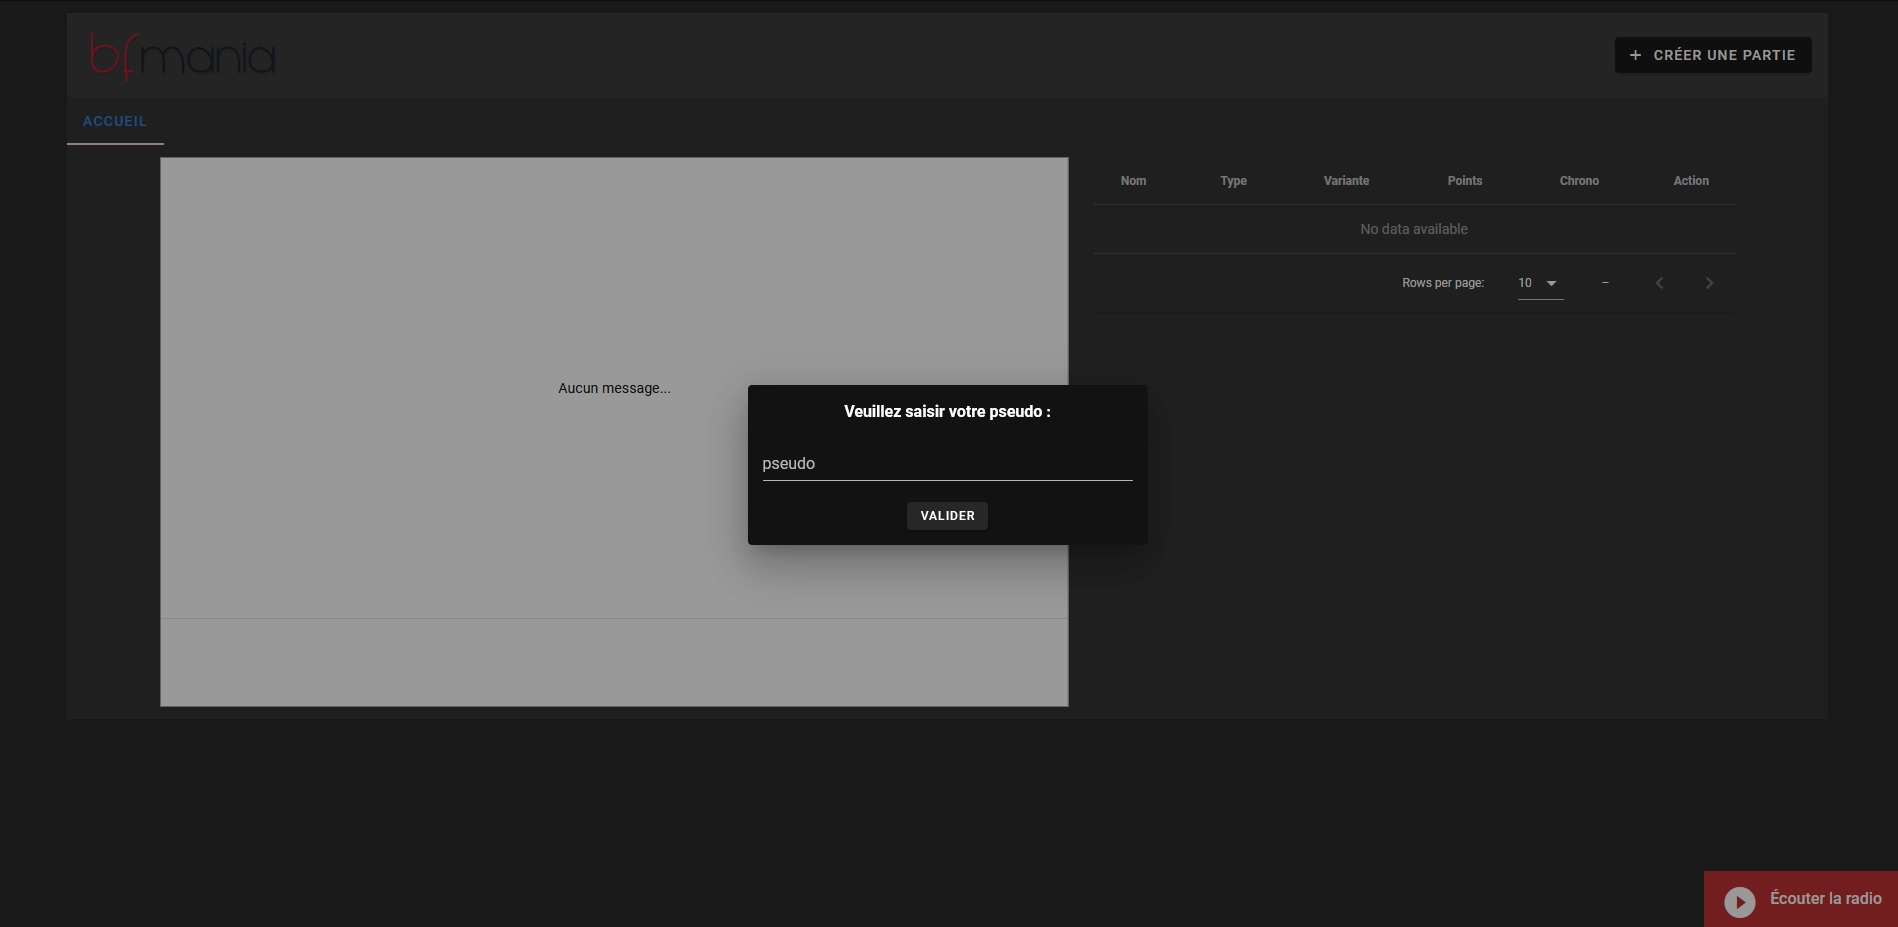 bfmania
+ CRÉER UNE PARTIE
ACCUEIL
Nom Type Variante Points Chrono Action
No data available
Rows per page: 10 –
Aucun message...
Veuillez saisir votre pseudo :
pseudo
VALIDER
Écouter la radio